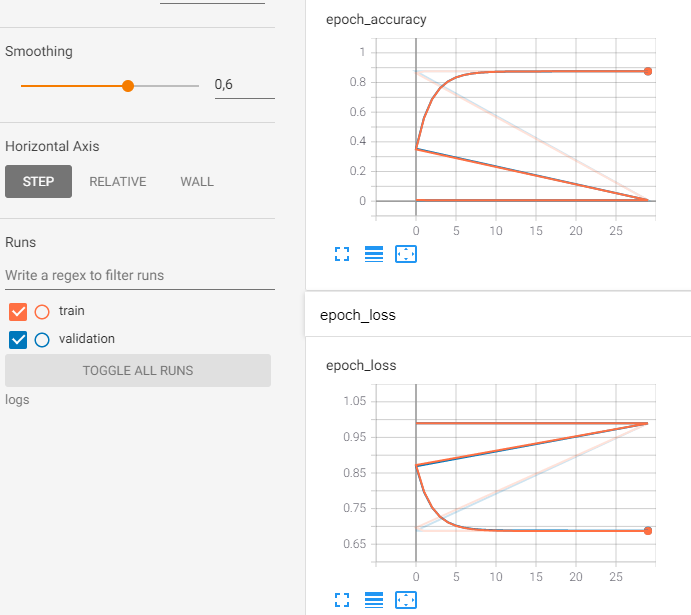 Smoothing
0,6
Horizontal Axis
STEP RELATIVE WALL
Runs
Write a regex to filter runs
train
validation
TOGGLE ALL RUNS
logs
epoch_accuracy
1
0.8
0.6
0.4
0.2
0
0 5 10 15 20 25
epoch_loss
epoch_loss
1.05
0.95
0.85
0.75
0.65
0 5 10 15 20 25